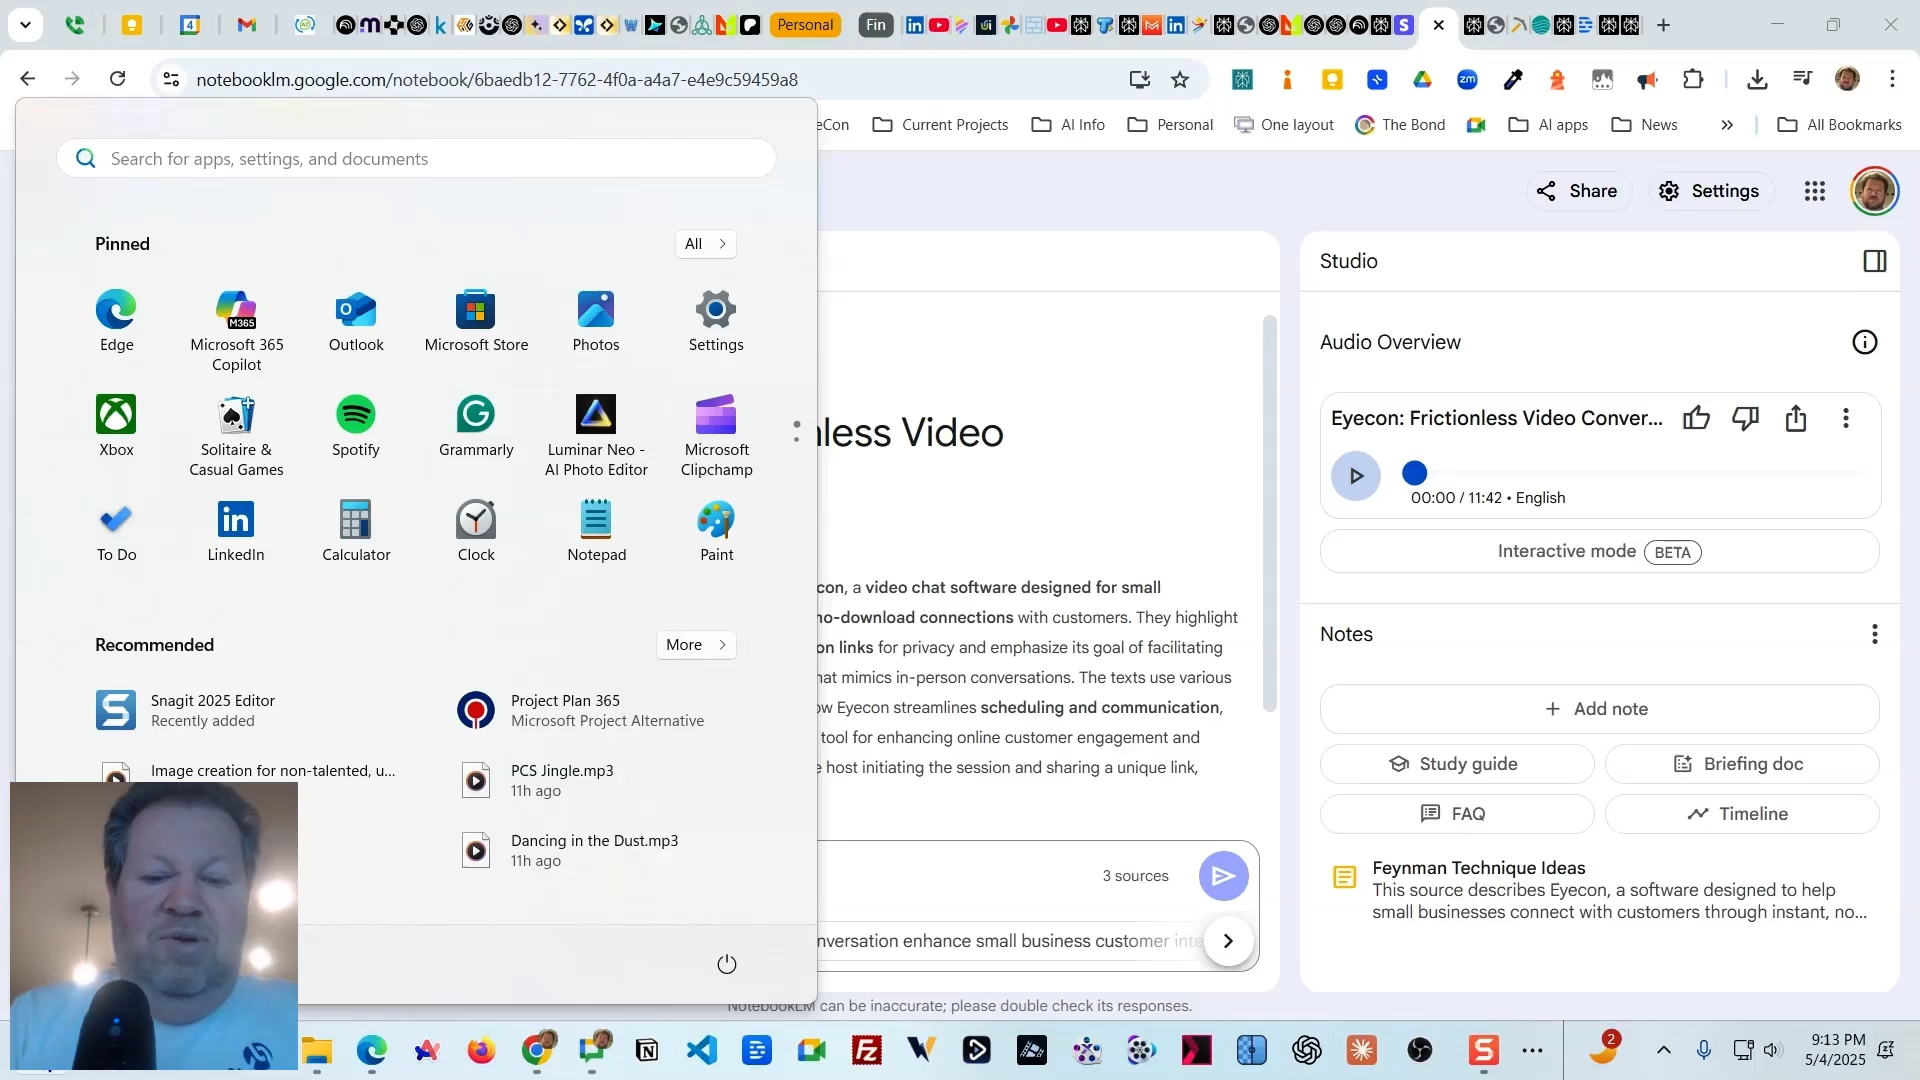 Personal
Fin
notebooklm.google.com/notebook/6baedb12-7762-4f0a-a4a7-e4e9c59459a8
eCon
Current Projects
AI Info
Personal
One layout
The Bond
AI apps
News
All Bookmarks
Search for apps, settings, and documents
Share
Settings
Pinned
All
Studio
Edge
Microsoft 365
Copilot
Outlook
Microsoft Store
Photos
Settings
Audio Overview
Xbox
Solitaire &
Casual Games
Spotify
Grammarly
Luminar Neo -
AI Photo Editor
Microsoft
Clipchamp
nless Video
Eyecon: Frictionless Video Conver...
00:00 / 11:42 • English
To Do
LinkedIn
Calculator
Clock
Notepad
Paint
Interactive mode BETA
con, a video chat software designed for small
no-download connections with customers. They highlight
on links for privacy and emphasize its goal of facilitating
hat mimics in-person conversations. The texts use various
ow Eyecon streamlines scheduling and communication,
tool for enhancing online customer engagement and
e host initiating the session and sharing a unique link,
Notes
Recommended
More
Snagit 2025 Editor
Recently added
Project Plan 365
Microsoft Project Alternative
Add note
Image creation for non-talented, u...
PCS Jingle.mp3
11h ago
Study guide
Briefing doc
FAQ
Timeline
Dancing in the Dust.mp3
11h ago
3 sources
Feynman Technique Ideas
This source describes Eyecon, a software designed to help
small businesses connect with customers through instant, no...
nversation enhance small business customer inte
NotebookLM can be inaccurate; please double check its responses.
2
9:13 PM
5/4/2025